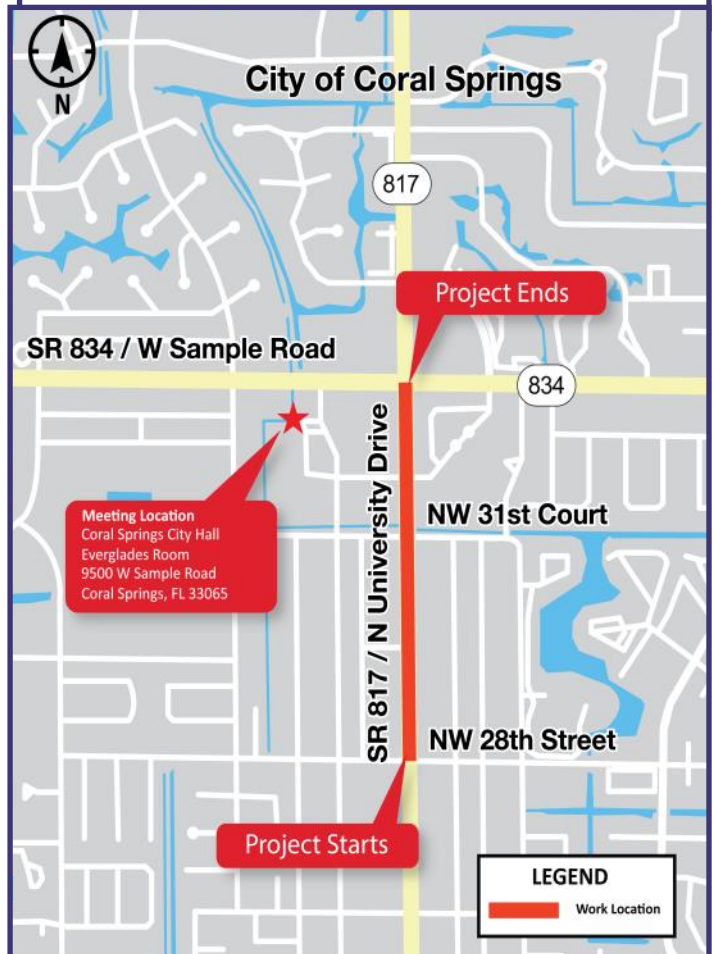 N
City of Coral Springs
817
Project Ends
SR 834 / W Sample Road
834
SR 817 / N University Drive
Meeting Location
Coral Springs City Hall
Everglades Room
9500 W Sample Road
Coral Springs, FL 33065
NW 31st Court
NW 28th Street
Project Starts
LEGEND
Work Location